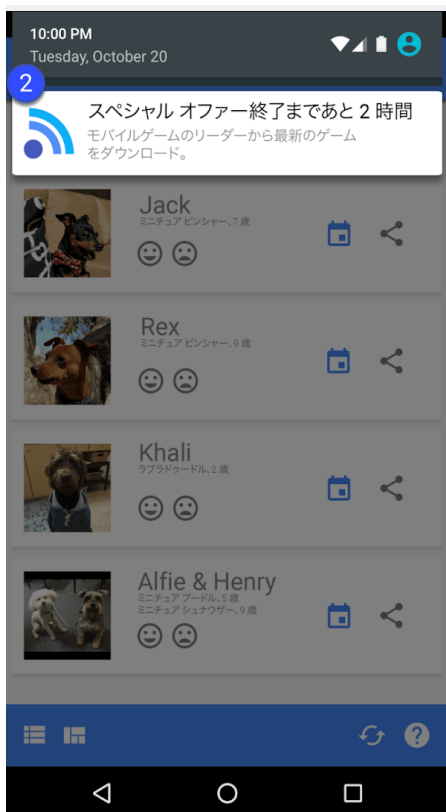 10:00 PM
Tuesday, October 20
2
スペシャル オファー終了まであと 2 時間
モバイルゲームのリーダーから最新のゲーム
をダウンロード。
Jack
ミニチュア ピンシャー、7 歳
Rex
ミニチュア ピンシャー、9 歳
Khali
ラブラドゥードル、2 歳
Alfie & Henry
ミニチュア プードル、5 歳
ミニチュア シュナウザー、9 歳